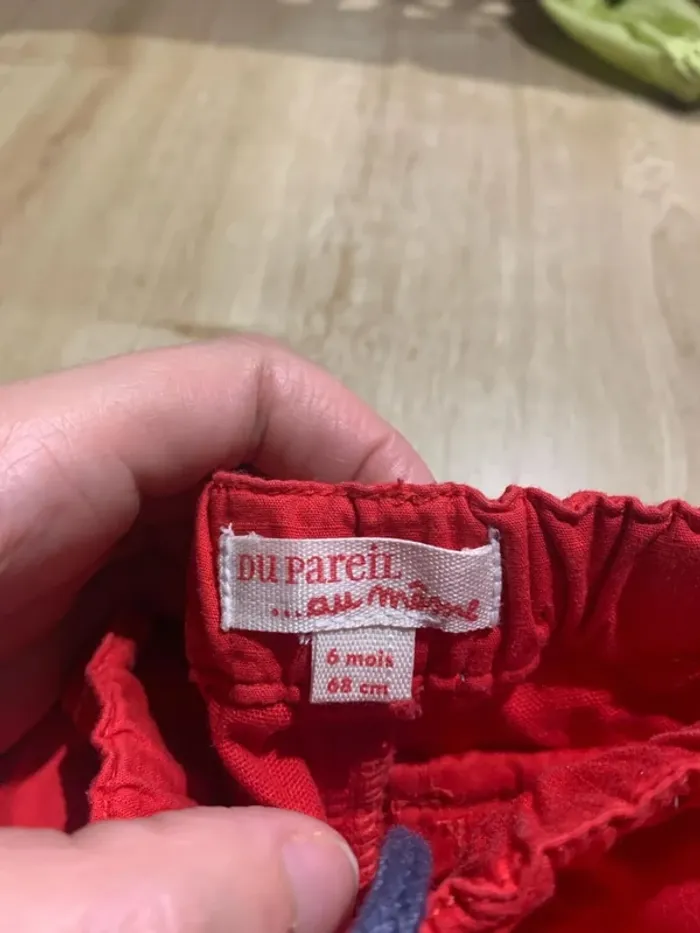 DU PAREIL
...au même
6 mois
68 cm